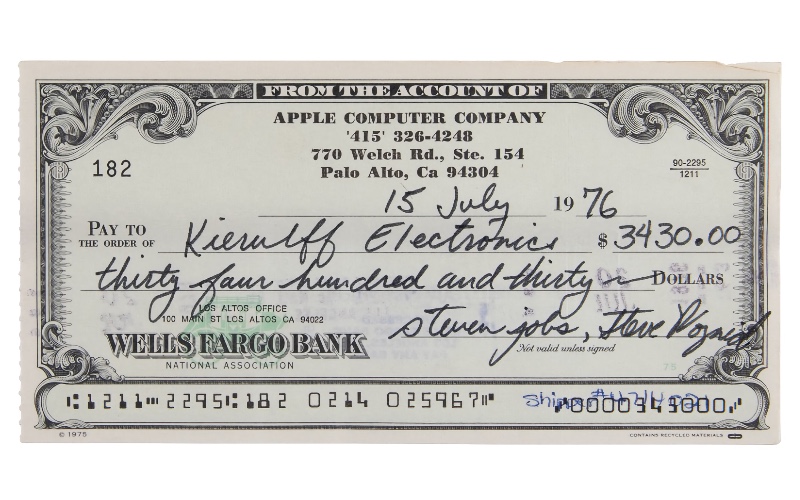 FROM THE ACCOUNT OF
APPLE COMPUTER COMPANY
'415' 326-4248
770 Welch Rd., Ste. 154
Palo Alto, Ca 94304
182
90-2295
1211
15 July 1976
PAY TO THE ORDER OF Kierulff Electronics $ 3430.00
thirty four hundred and thirty DOLLARS
LOS ALTOS OFFICE
100 MAIN ST LOS ALTOS CA 94022
steven jobs, Steve Wozniak
WELLS FARGO BANK
Not valid unless signed
NATIONAL ASSOCIATION
1211 2295 182 0214 025967 0000343000
© 1975
CONTAINS RECYCLED MATERIALS